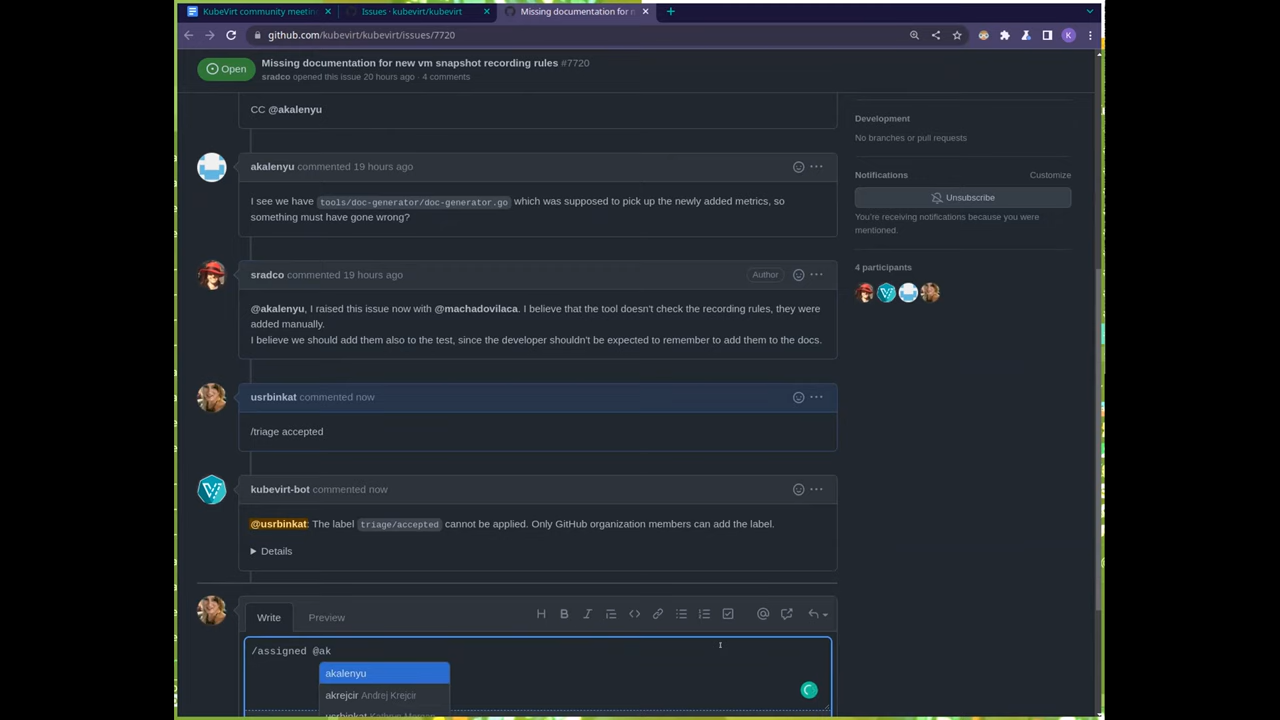 KubeVirt community meetin
Issues · kubevirt/kubevirt
Missing documentation for n
github.com/kubevirt/kubevirt/issues/7720
K
Open
Missing documentation for new vm snapshot recording rules #7720
sradco opened this issue 20 hours ago · 4 comments
CC @akalenyu
Development
No branches or pull requests
Notifications
Customize
Unsubscribe
You're receiving notifications because you were
mentioned.
4 participants
akalenyu commented 19 hours ago
I see we have tools/doc-generator/doc-generator.go which was supposed to pick up the newly added metrics, so
something must have gone wrong?
sradco commented 19 hours ago
Author
@akalenyu, I raised this issue now with @machadovilaca. I believe that the tool doesn't check the recording rules, they were
added manually.
I believe we should add them also to the test, since the developer shouldn't be expected to remember to add them to the docs.
usrbinkat commented now
/triage accepted
kubevirt-bot commented now
@usrbinkat: The label triage/accepted cannot be applied. Only GitHub organization members can add the label.
Details
Write
Preview
/assigned @ak
akalenyu
akrejcir Andrej Krejcir
usrbinkat Kathryn Morgan